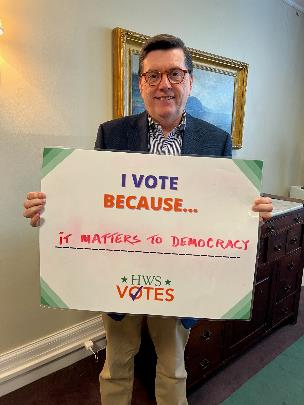 I VOTE
BECAUSE...
iT MATTERS TO DEMOCRACY
HWS
VOTES